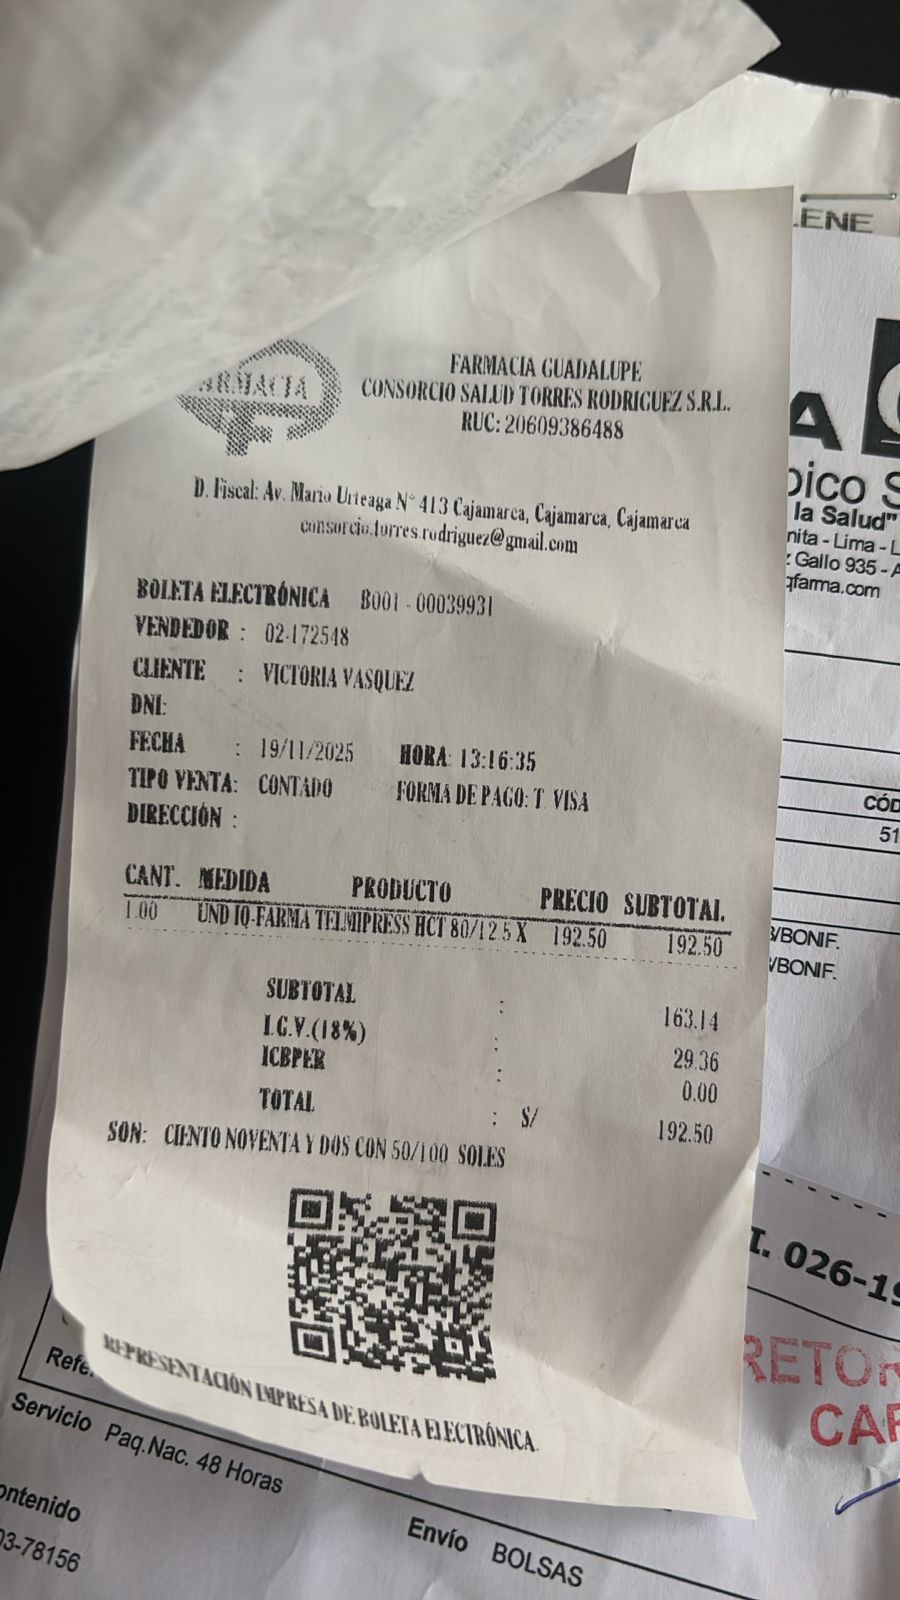 LENE
FARMACIA
FARMACIA GUADALUPE
CONSORCIO SALUD TORRES RODRIGUEZ S.R.L.
RUC: 20609386488
D. Fiscal: Av. Mario Urteaga N° 413 Cajamarca, Cajamarca, Cajamarca
consorcio.torres.rodriguez@gmail.com
BOLETA ELECTRÓNICA B001 - 00039931
VENDEDOR : 02-172548
CLIENTE : VICTORIA VASQUEZ
DNI:
FECHA : 19/11/2025 HORA: 13:16:35
TIPO VENTA: CONTADO FORMA DE PAGO: T. VISA
DIRECCIÓN :
CANT. MEDIDA PRODUCTO PRECIO SUBTOTAL
1.00 UND IQ-FARMA TELMIPRESS HCT 80/12.5 X 192.50 192.50
SUBTOTAL : 163.14
I.G.V.(18%) : 29.36
ICBPER : 0.00
TOTAL : S/ 192.50
SON: CIENTO NOVENTA Y DOS CON 50/100 SOLES
REPRESENTACIÓN IMPRESA DE BOLETA ELECTRÓNICA
A
pico S
la Salud"
nita - Lima - L
z Gallo 935 - A
qfarma.com
CÓD
51
B/BONIF.
B/BONIF.
I. 026-19
RETOR
CAR
Refe
Servicio Paq.Nac. 48 Horas
ontenido
03-78156
Envío BOLSAS